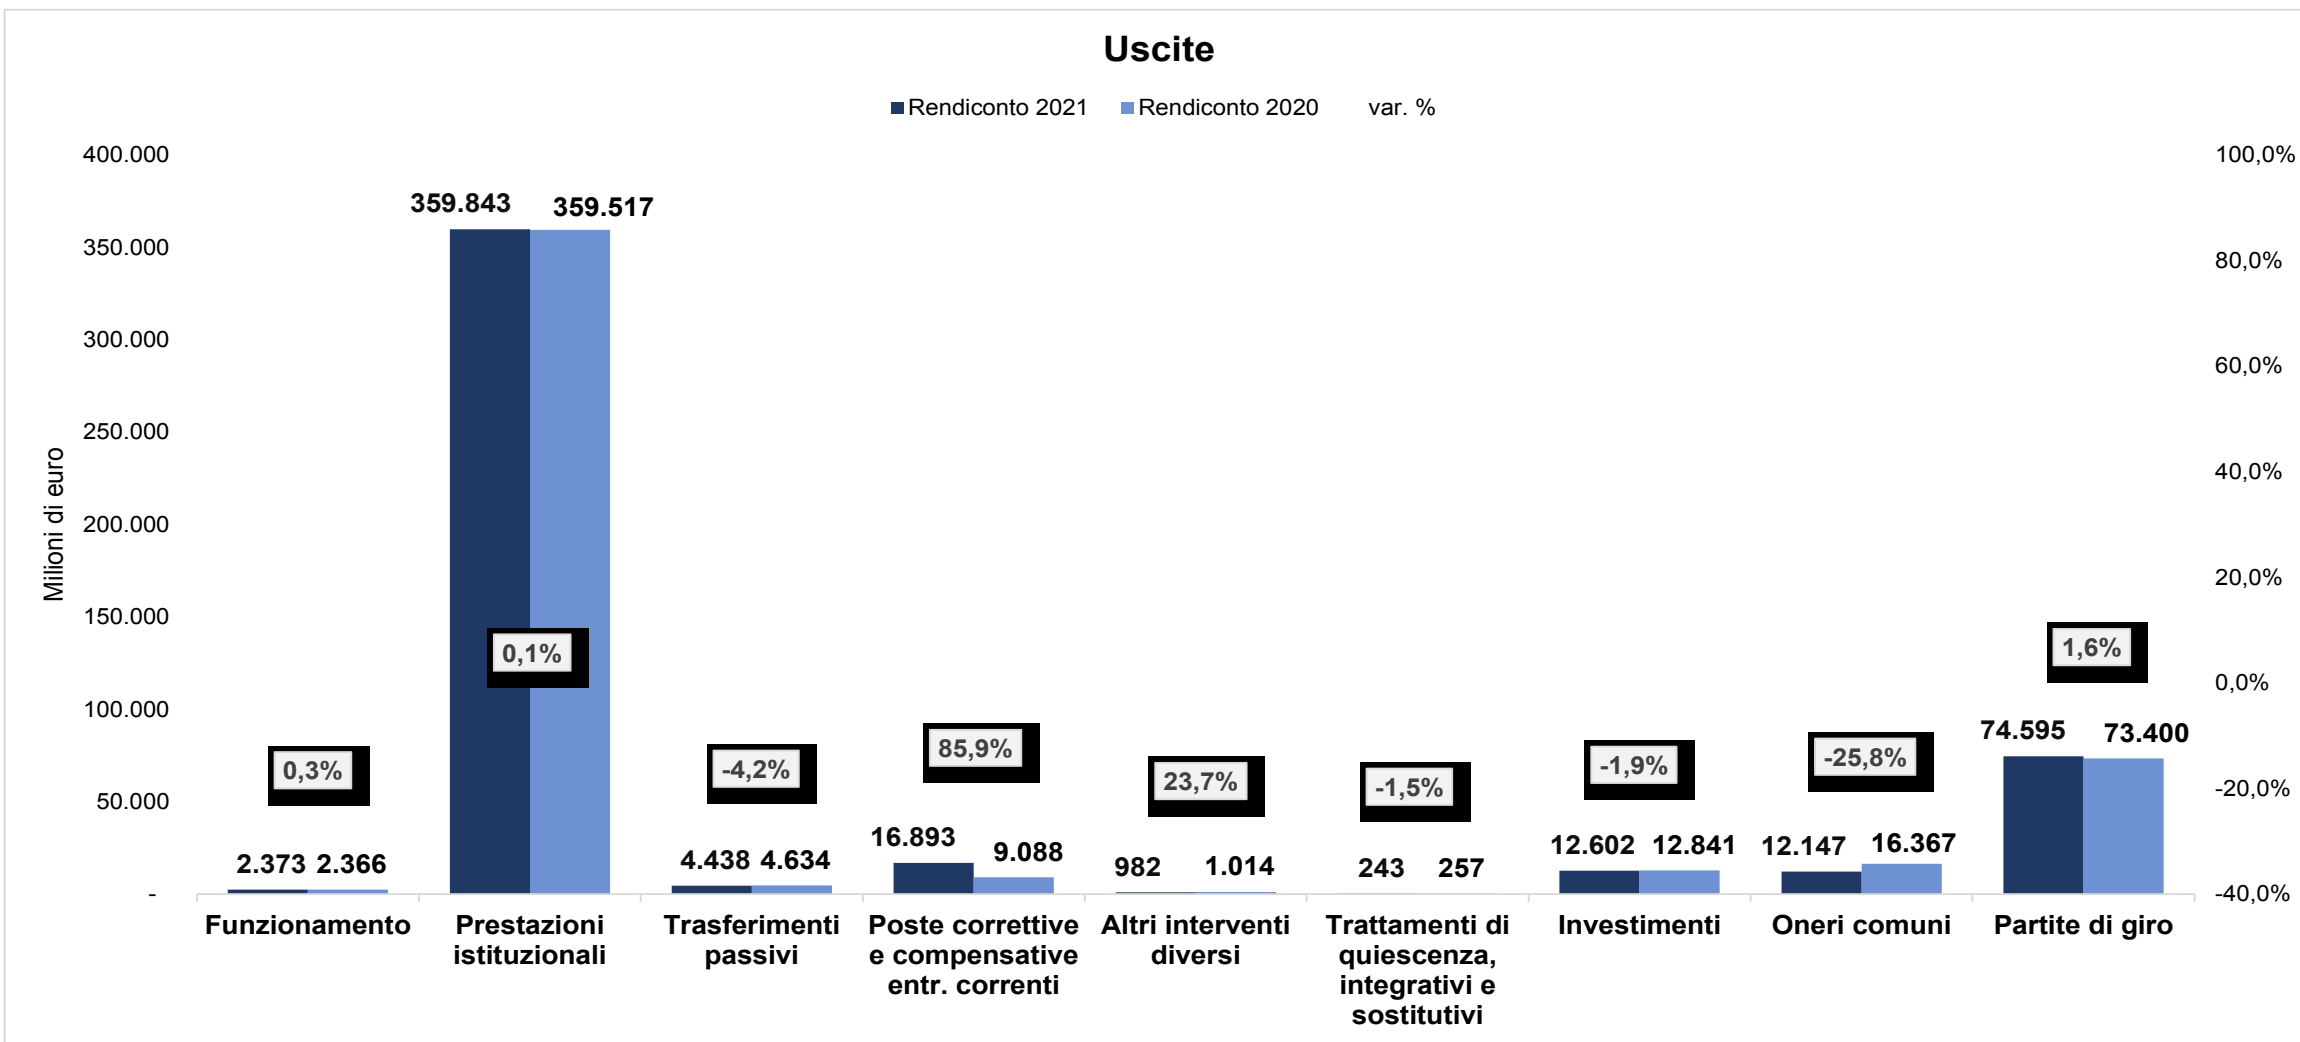 Uscite
Rendiconto 2021 Rendiconto 2020 var. %
Milioni di euro
400.000
350.000
300.000
250.000
200.000
150.000
100.000
50.000
-
100,0%
80,0%
60,0%
40,0%
20,0%
0,0%
-20,0%
-40,0%
359.843 359.517
0,1%
1,6%
0,3%
-4,2%
85,9%
23,7%
-1,5%
-1,9%
-25,8%
74.595 73.400
2.373 2.366
4.438 4.634
16.893 9.088
982 1.014
243 257
12.602 12.841
12.147 16.367
Funzionamento
Prestazioni
istituzionali
Trasferimenti
passivi
Poste correttive
e compensative
entr. correnti
Altri interventi
diversi
Trattamenti di
quiescenza,
integrativi e
sostitutivi
Investimenti
Oneri comuni
Partite di giro